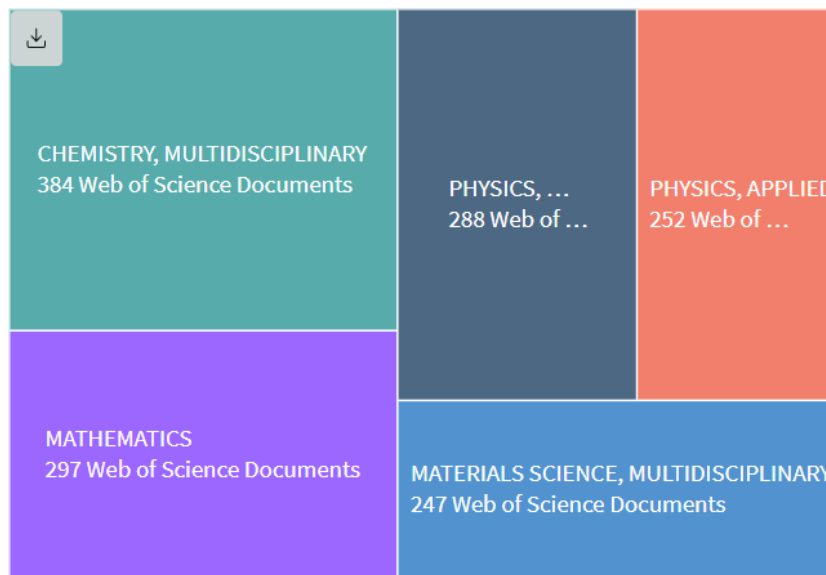 CHEMISTRY, MULTIDISCIPLINARY
384 Web of Science Documents
PHYSICS, ...
288 Web of ...
PHYSICS, APPLIED
252 Web of ...
MATHEMATICS
297 Web of Science Documents
MATERIALS SCIENCE, MULTIDISCIPLINARY
247 Web of Science Documents